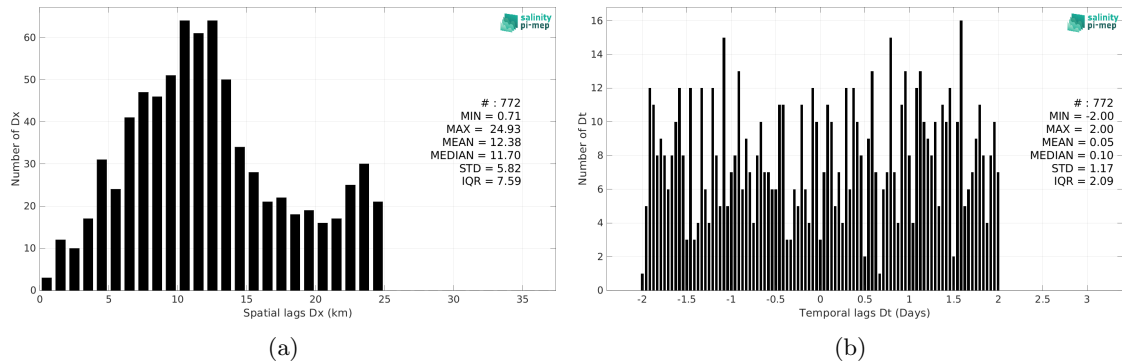 salinity
pi-mep
Number of Dx
60
50
40
30
20
10
0
# : 772
MIN = 0.71
MAX = 24.93
MEAN = 12.38
MEDIAN = 11.70
STD = 5.82
IQR = 7.59
0 5 10 15 20 25 30 35
Spatial lags Dx (km)
(a)
salinity
pi-mep
Number of Dt
16
14
12
10
8
6
4
2
0
# : 772
MIN = -2.00
MAX = 2.00
MEAN = 0.05
MEDIAN = 0.10
STD = 1.17
IQR = 2.09
-2 -1.5 -1 -0.5 0 0.5 1 1.5 2 2.5 3
Temporal lags Dt (Days)
(b)